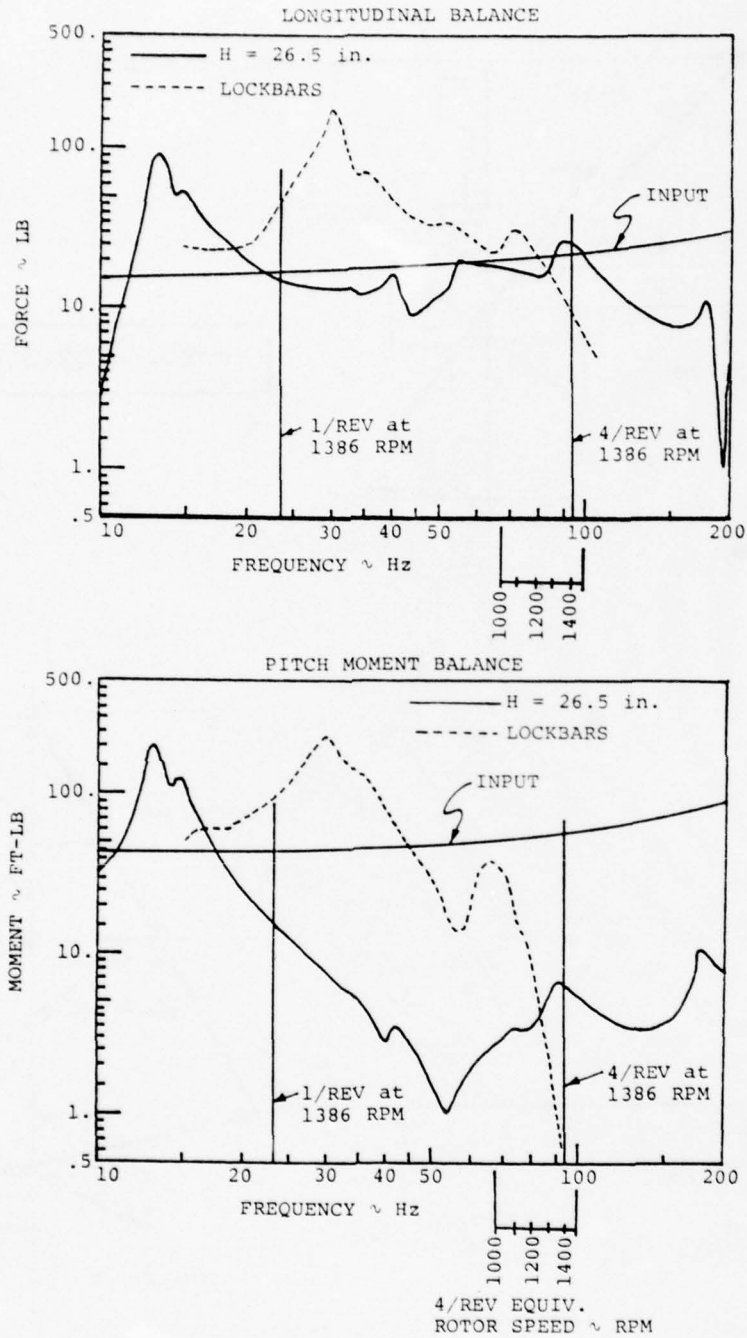 LONGITUDINAL BALANCE
500.
H = 26.5 in.
LOCKBARS
100.
INPUT
FORCE ~ LB
10.
1/REV at
1386 RPM
4/REV at
1386 RPM
1.
.5
10 20 30 40 50 100 200
FREQUENCY ~ Hz
1000 1200 1400
PITCH MOMENT BALANCE
500.
H = 26.5 in.
LOCKBARS
100.
INPUT
MOMENT ~ FT-LB
10.
1/REV at
1386 RPM
4/REV at
1386 RPM
1.
.5
10 20 30 40 50 100 200
FREQUENCY ~ Hz
1000 1200 1400
4/REV EQUIV.
ROTOR SPEED ~ RPM